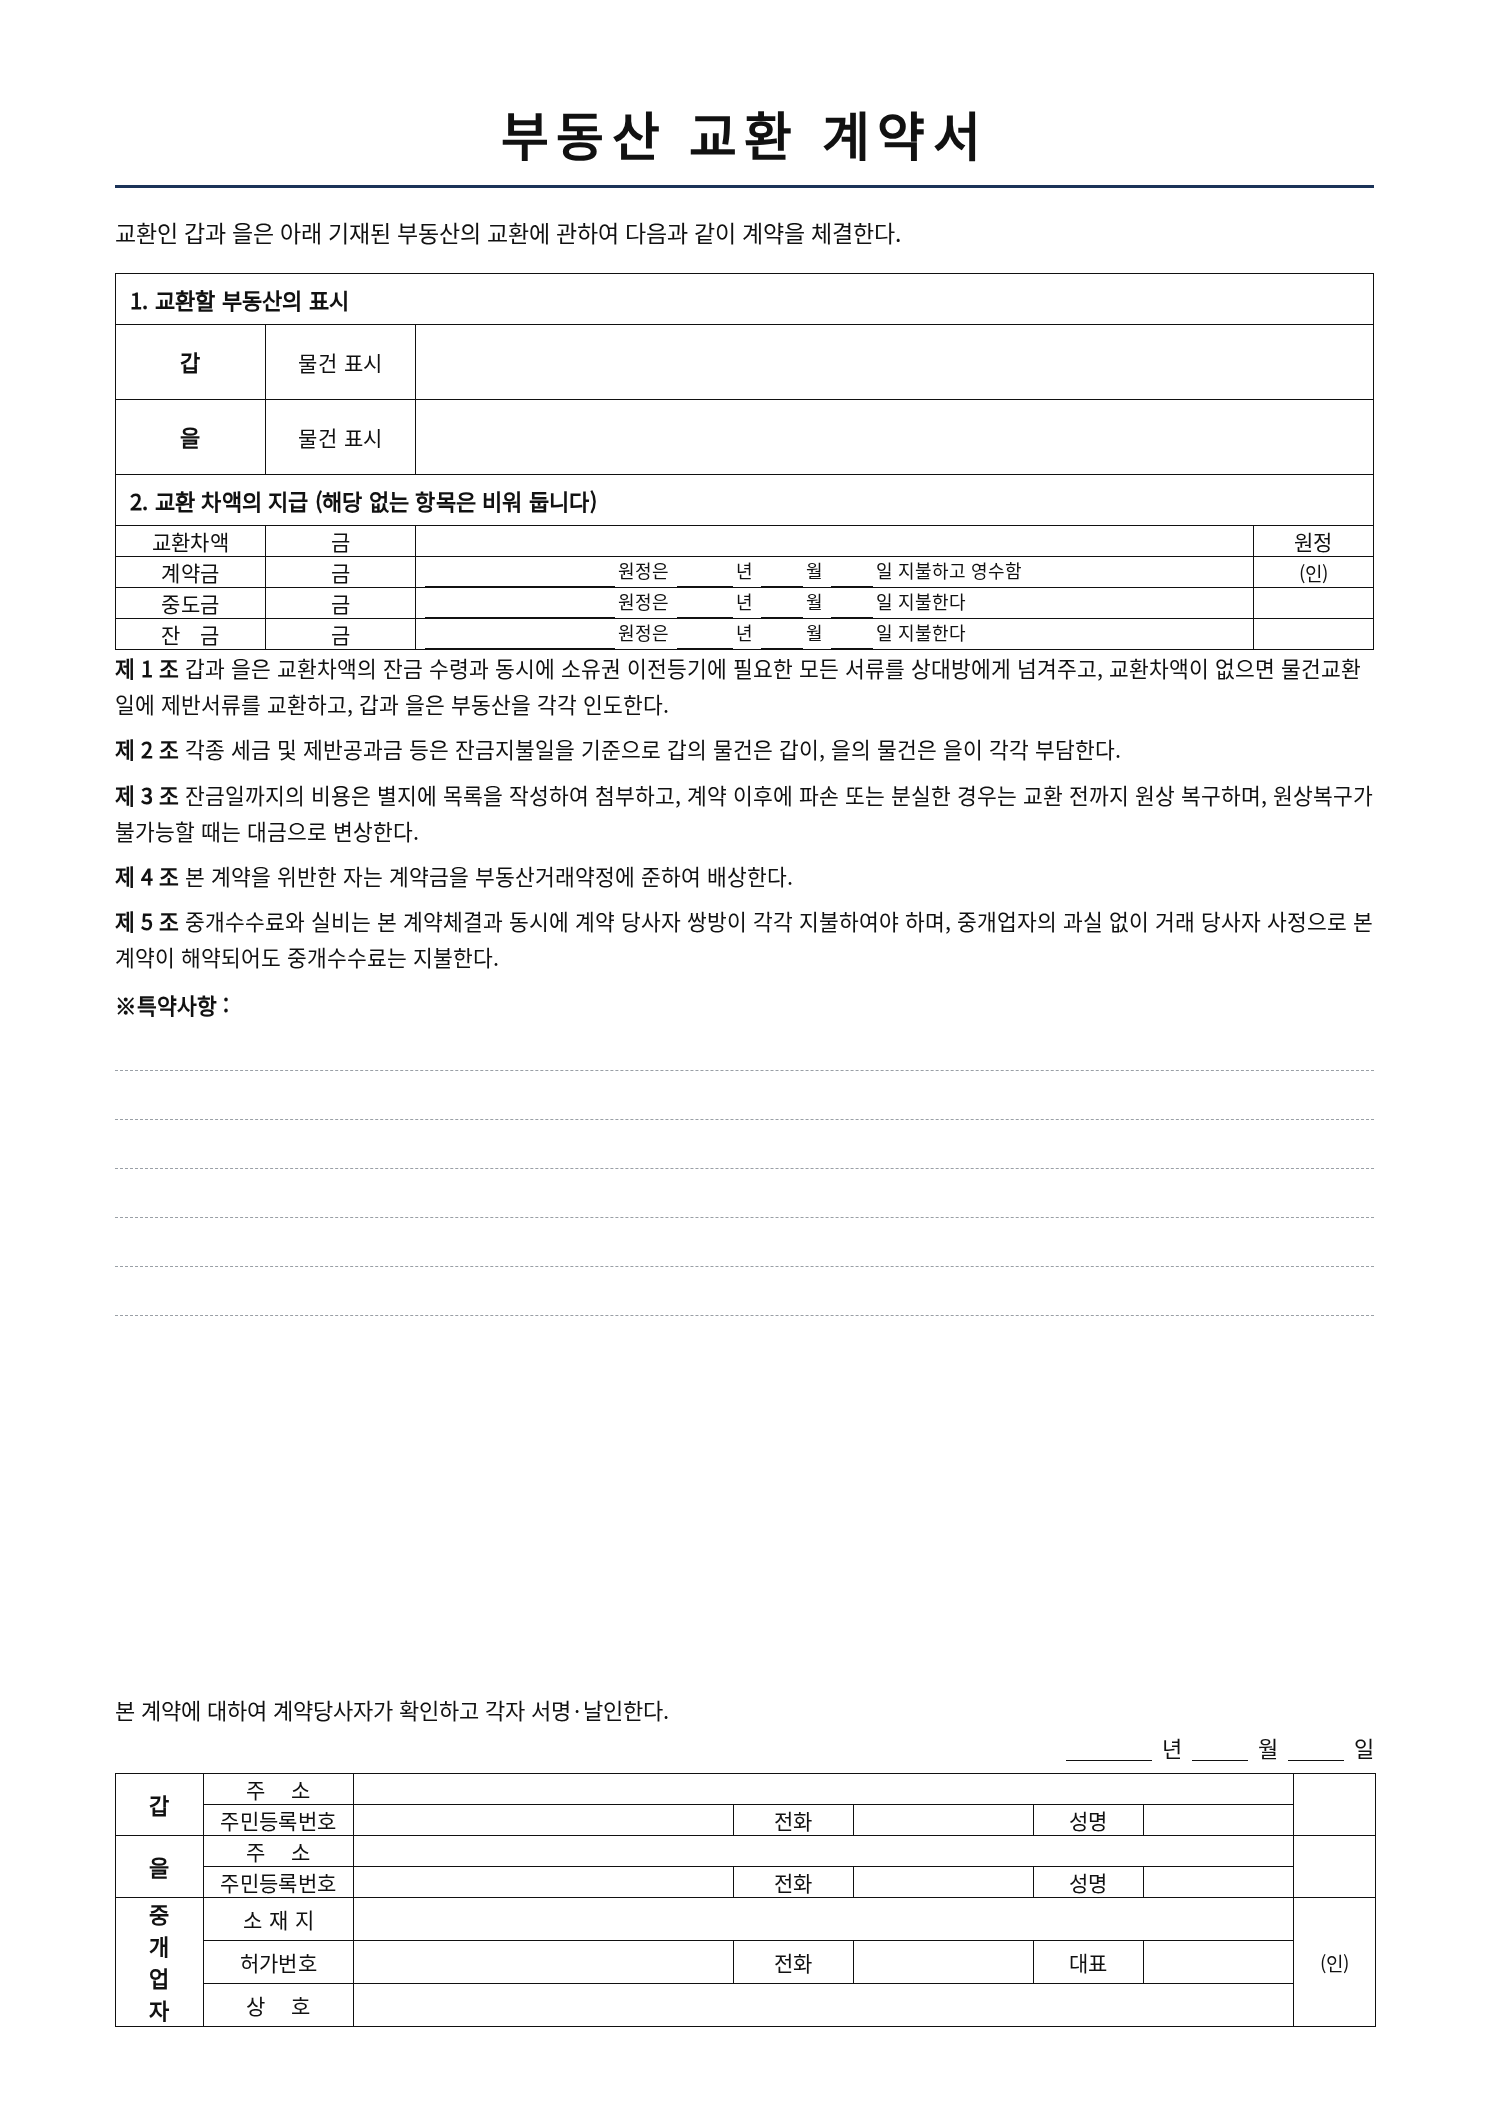 부동산 교환 계약서
교환인 갑과 을은 아래 기재된 부동산의 교환에 관하여 다음과 같이 계약을 체결한다.
1. 교환할 부동산의 표시
갑 물건 표시
을 물건 표시
2. 교환 차액의 지급 (해당 없는 항목은 비워 둡니다)
교환차액 금 원정
계약금 금 원정은 년 월 일 지불하고 영수함 (인)
중도금 금 원정은 년 월 일 지불한다
잔 금 금 원정은 년 월 일 지불한다
제 1 조 갑과 을은 교환차액의 잔금 수령과 동시에 소유권 이전등기에 필요한 모든 서류를 상대방에게 넘겨주고, 교환차액이 없으면 물건교환
일에 제반서류를 교환하고, 갑과 을은 부동산을 각각 인도한다.
제 2 조 각종 세금 및 제반공과금 등은 잔금지불일을 기준으로 갑의 물건은 갑이, 을의 물건은 을이 각각 부담한다.
제 3 조 잔금일까지의 비용은 별지에 목록을 작성하여 첨부하고, 계약 이후에 파손 또는 분실한 경우는 교환 전까지 원상 복구하며, 원상복구가
불가능할 때는 대금으로 변상한다.
제 4 조 본 계약을 위반한 자는 계약금을 부동산거래약정에 준하여 배상한다.
제 5 조 중개수수료와 실비는 본 계약체결과 동시에 계약 당사자 쌍방이 각각 지불하여야 하며, 중개업자의 과실 없이 거래 당사자 사정으로 본
계약이 해약되어도 중개수수료는 지불한다.
※특약사항 :
본 계약에 대하여 계약당사자가 확인하고 각자 서명·날인한다.
년 월 일
갑 주 소
주민등록번호 전화 성명
을 주 소
주민등록번호 전화 성명
중개업자 소 재 지
허가번호 전화 대표 (인)
상 호